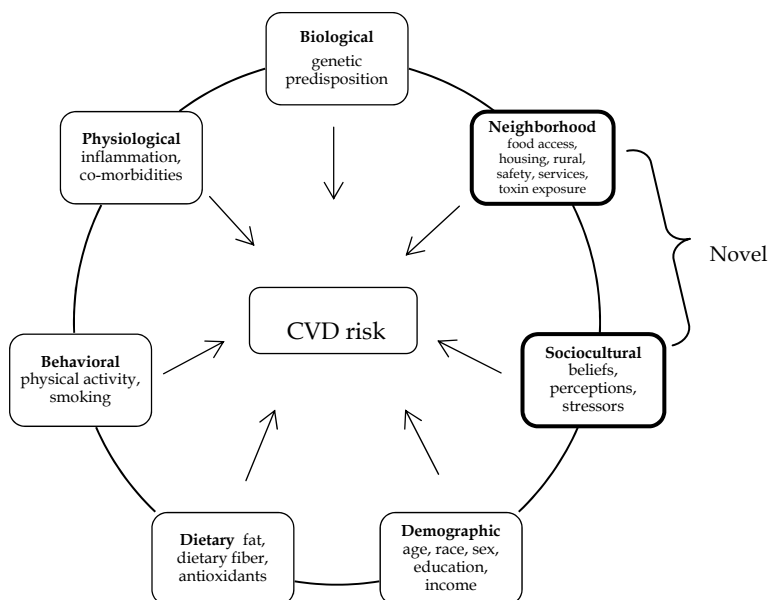 Biological
genetic
predisposition
Physiological
inflammation,
co-morbidities
Neighborhood
food access,
housing, rural,
safety, services,
toxin exposure
Novel
CVD risk
Behavioral
physical activity,
smoking
Sociocultural
beliefs,
perceptions,
stressors
Dietary fat,
dietary fiber,
antioxidants
Demographic
age, race, sex,
education,
income